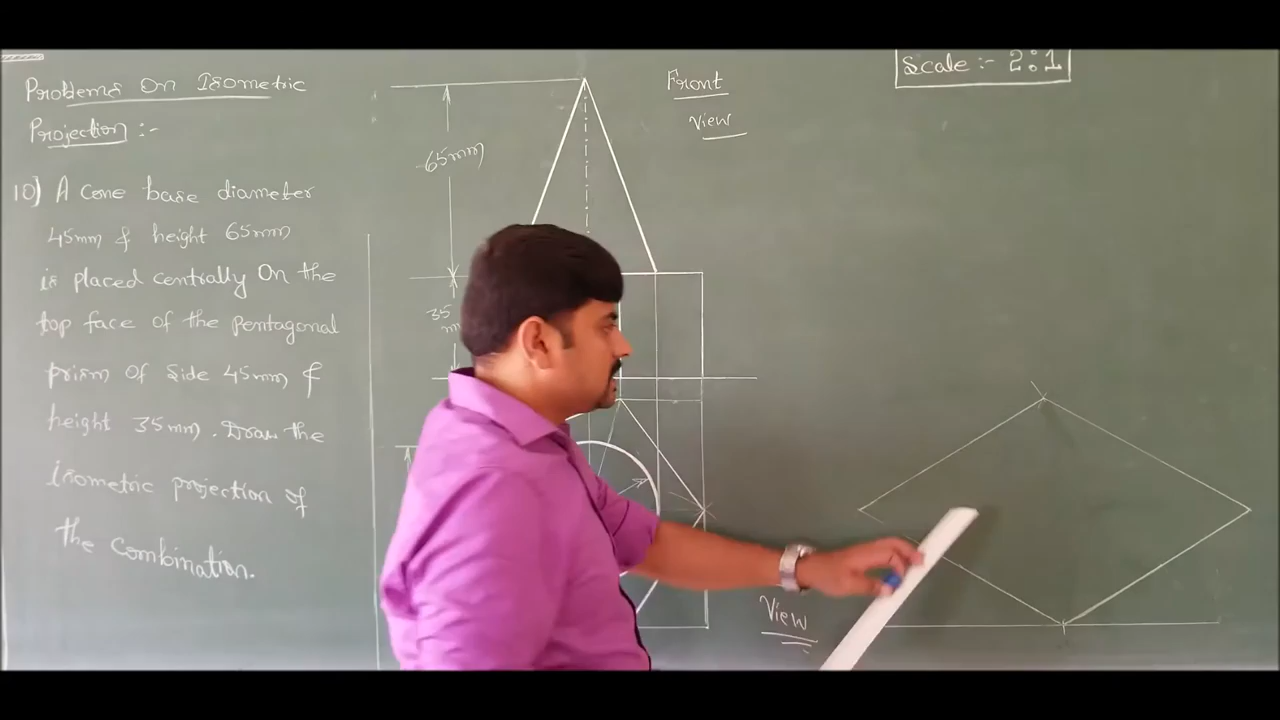 Problems On Isometric
Projection :-
10) A Cone base diameter
45mm & height 65mm
is placed centrally On the
top face of the pentagonal
prism of side 45mm &
height 35mm. Draw the
isometric projection of
the Combination.
65mm
35
Front
View
Scale :- 2:1
View